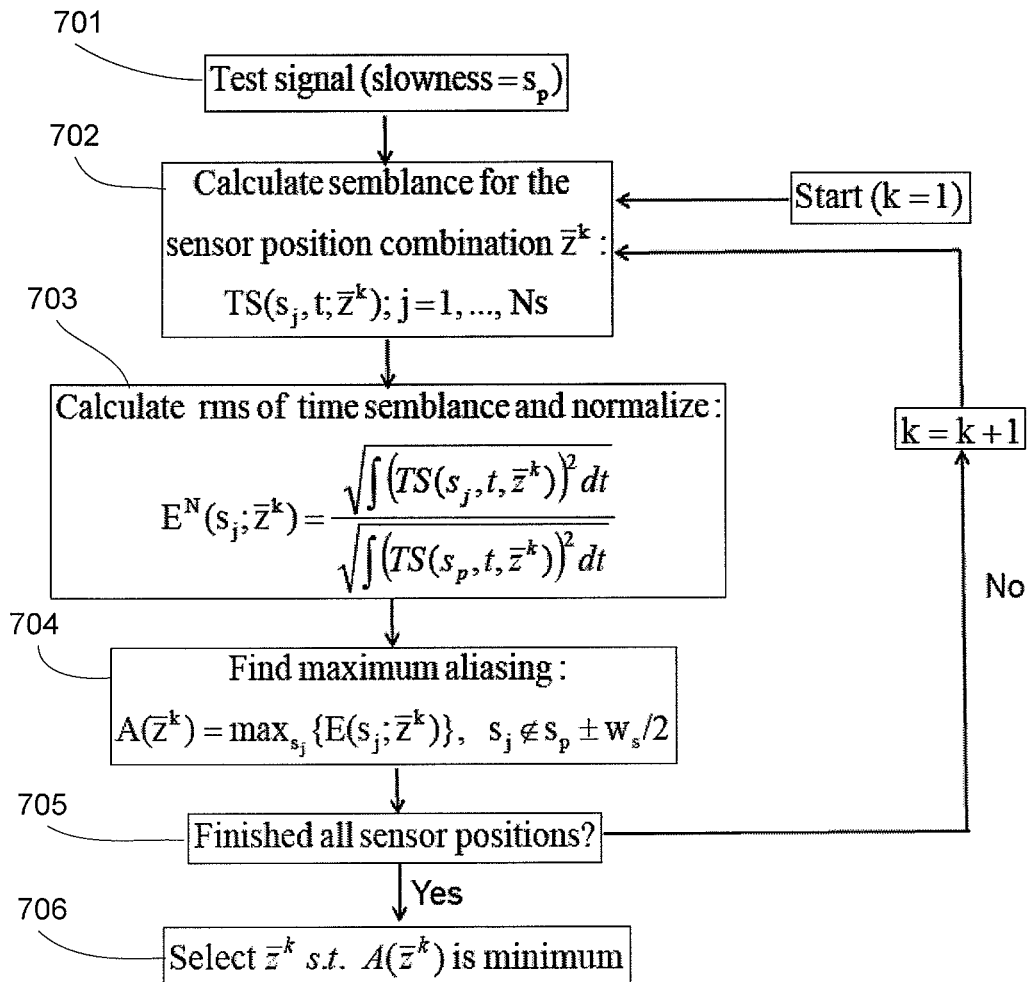 701
Test signal (slowness = s_p)
702
Calculate semblance for the
sensor position combination z̄^k :
TS(s_j, t; z̄^k); j = 1, ..., Ns
Start (k = 1)
703
Calculate rms of time semblance and normalize :
E^N(s_j; z̄^k) = √∫(TS(s_j, t, z̄^k))^2 dt / √∫(TS(s_p, t, z̄^k))^2 dt
k = k + 1
No
704
Find maximum aliasing :
A(z̄^k) = max_{s_j} {E(s_j; z̄^k)}, s_j ∉ s_p ± w_s/2
705
Finished all sensor positions?
Yes
706
Select z̄^k s.t. A(z̄^k) is minimum